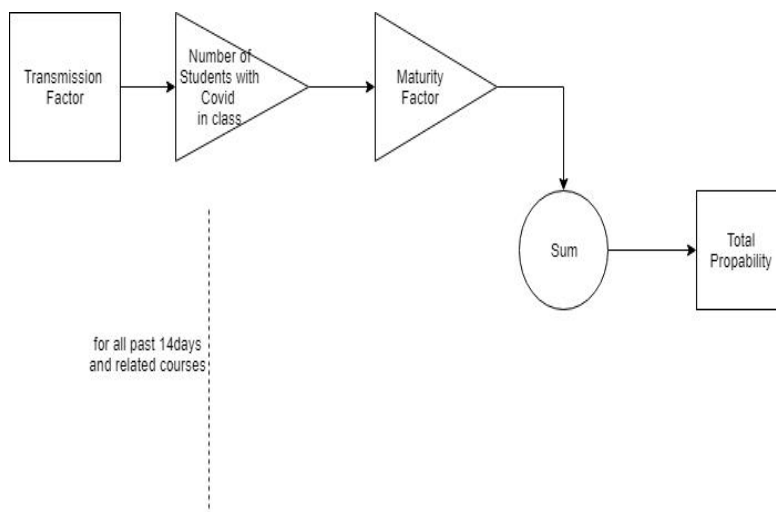 Transmission
Factor
Number of
Students with
Covid
in class
Maturity
Factor
Sum
Total
Propability
for all past 14days
and related courses